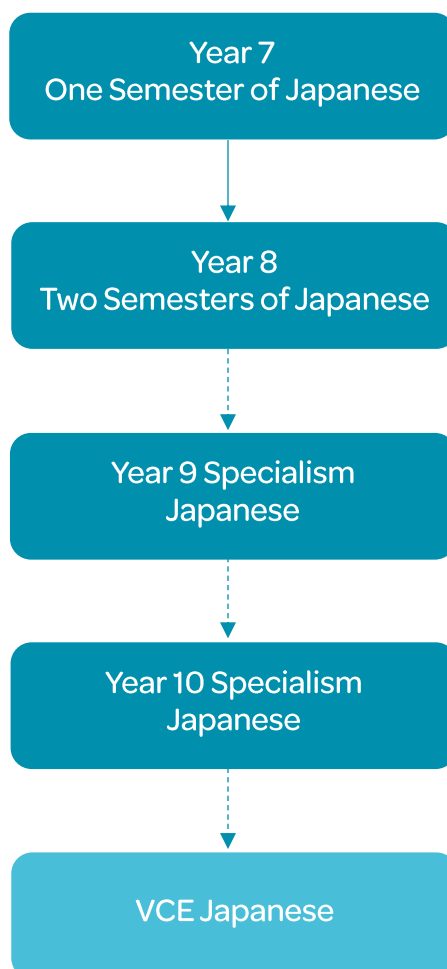 Year 7
One Semester of Japanese
Year 8
Two Semesters of Japanese
Year 9 Specialism
Japanese
Year 10 Specialism
Japanese
VCE Japanese